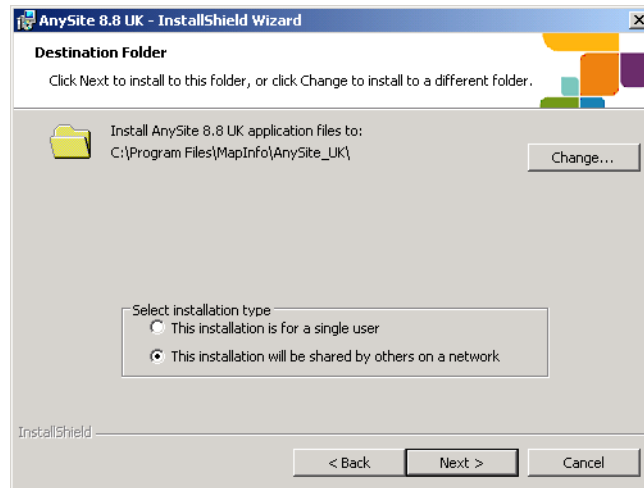 AnySite 8.8 UK - InstallShield Wizard
Destination Folder
Click Next to install to this folder, or click Change to install to a different folder.
Install AnySite 8.8 UK application files to:
C:\Program Files\MapInfo\AnySite_UK\
Change...
Select installation type
This installation is for a single user
This installation will be shared by others on a network
InstallShield
< Back
Next >
Cancel